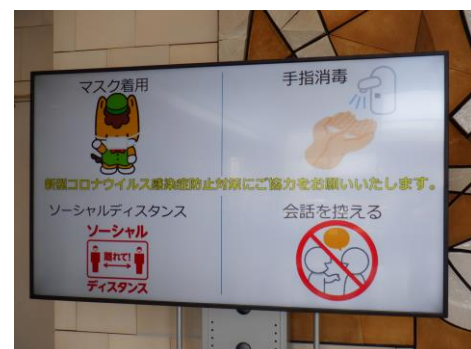 マスク着用
手指消毒
新型コロナウイルス感染症防止対策にご協力をお願いいたします。
ソーシャルディスタンス
ソーシャル
離れて!
ディスタンス
会話を控える